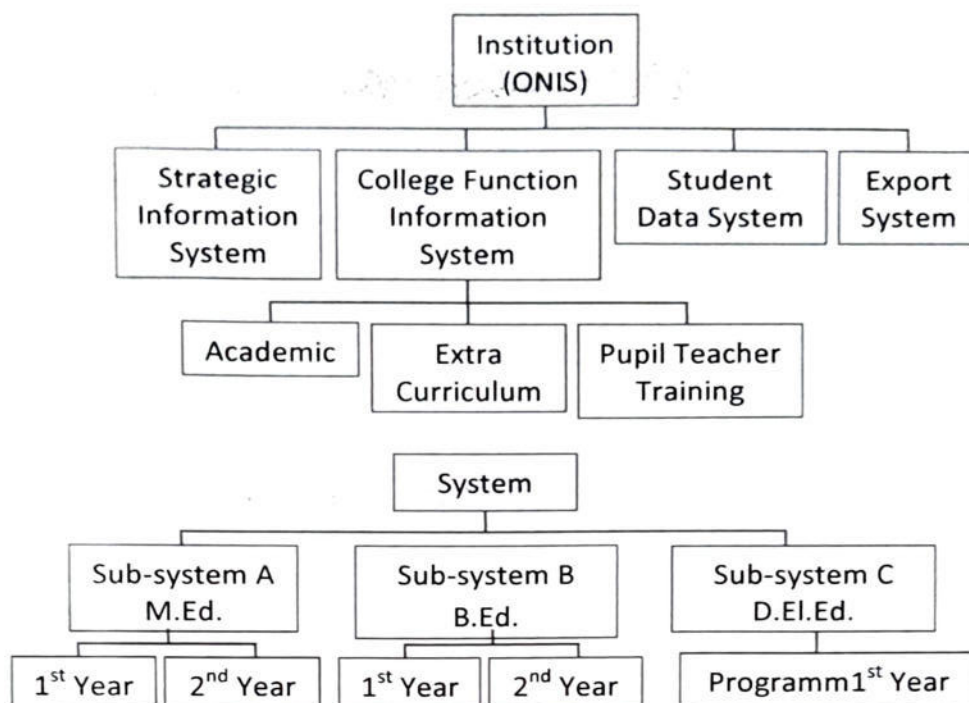 Institution
(ONIS)
Strategic
Information
System
College Function
Information
System
Student
Data System
Export
System
Academic
Extra
Curriculum
Pupil Teacher
Training
System
Sub-system A
M.Ed.
Sub-system B
B.Ed.
Sub-system C
D.El.Ed.
1st Year
2nd Year
1st Year
2nd Year
Programm1st Year